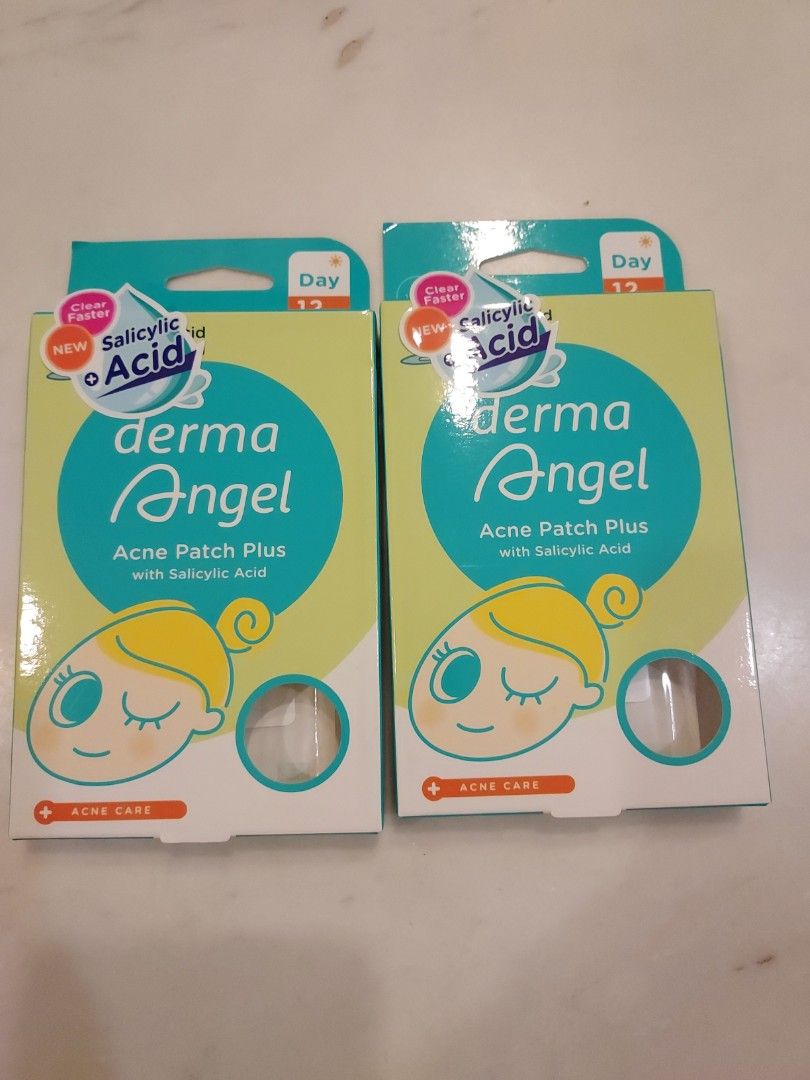 Day
12
Clear
Faster
NEW
Salicylic
+ Acid
id
derma
Angel
Acne Patch Plus
with Salicylic Acid
+ ACNE CARE
Day
12
Clear
Faster
NEW
Salicylic
+ Acid
d
derma
Angel
Acne Patch Plus
with Salicylic Acid
+ ACNE CARE